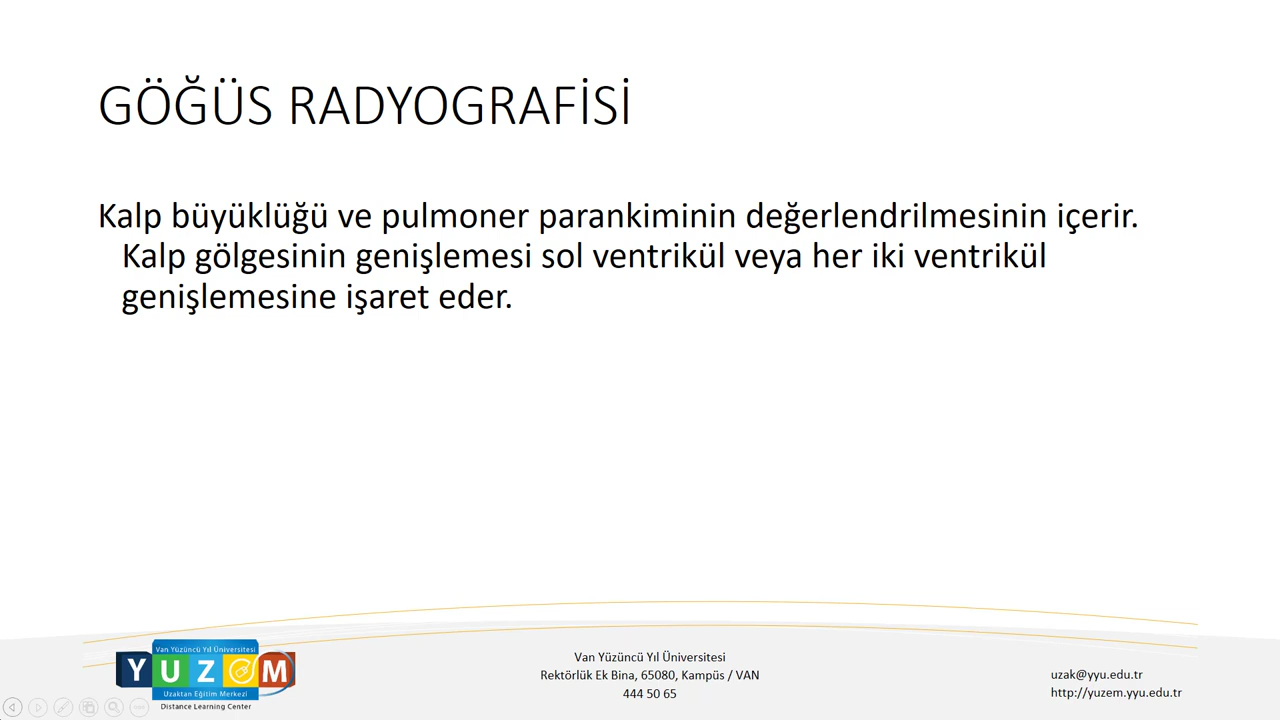 GÖĞÜS RADYOGRAFİSİ
Kalp büyüklüğü ve pulmoner parankiminin değerlendrilmesinin içerir.
Kalp gölgesinin genişlemesi sol ventrikül veya her iki ventrikül
genişlemesine işaret eder.
Van Yüzüncü Yıl Üniversitesi
YUZEM
Uzaktan Eğitim Merkezi
Distance Learning Center
Van Yüzüncü Yıl Üniversitesi
Rektörlük Ek Bina, 65080, Kampüs / VAN
444 50 65
uzak@yyu.edu.tr
http://yuzem.yyu.edu.tr